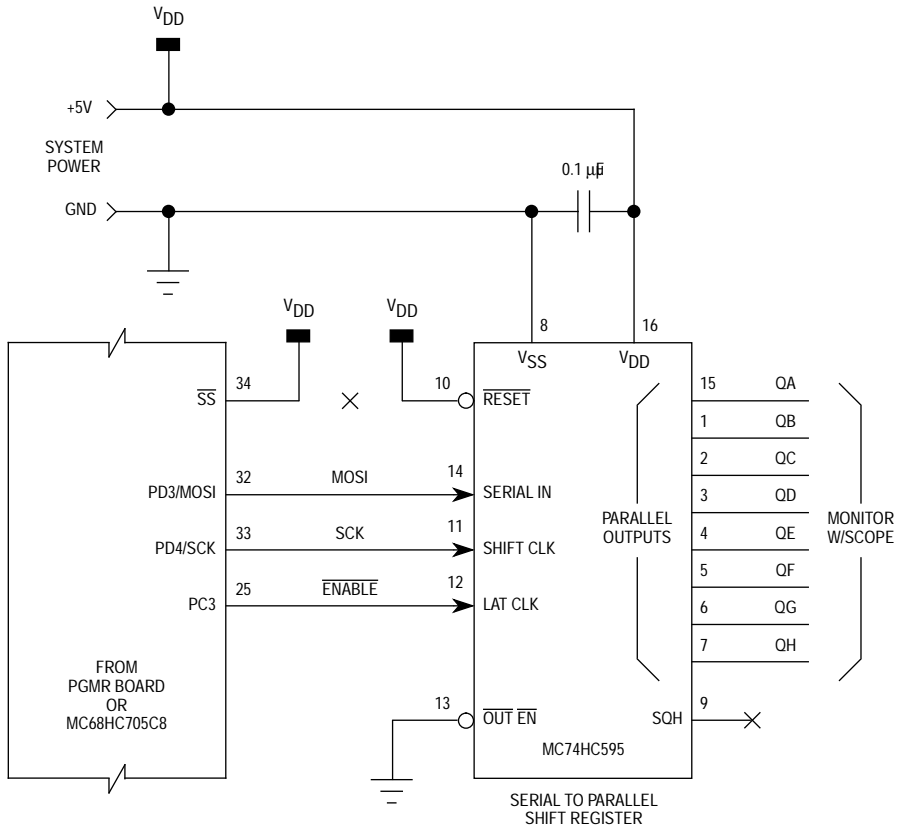 VDD
+5V
SYSTEM
POWER
GND
0.1 µF
VDD
VDD
8
16
VSS
VDD
SS
34
10
RESET
15
QA
1
QB
2
QC
3
QD
4
QE
5
QF
6
QG
7
QH
PARALLEL
OUTPUTS
MONITOR
W/SCOPE
PD3/MOSI
32
MOSI
14
SERIAL IN
PD4/SCK
33
SCK
11
SHIFT CLK
PC3
25
ENABLE
12
LAT CLK
FROM
PGMR BOARD
OR
MC68HC705C8
13
OUT EN
SQH
9
MC74HC595
SERIAL TO PARALLEL
SHIFT REGISTER